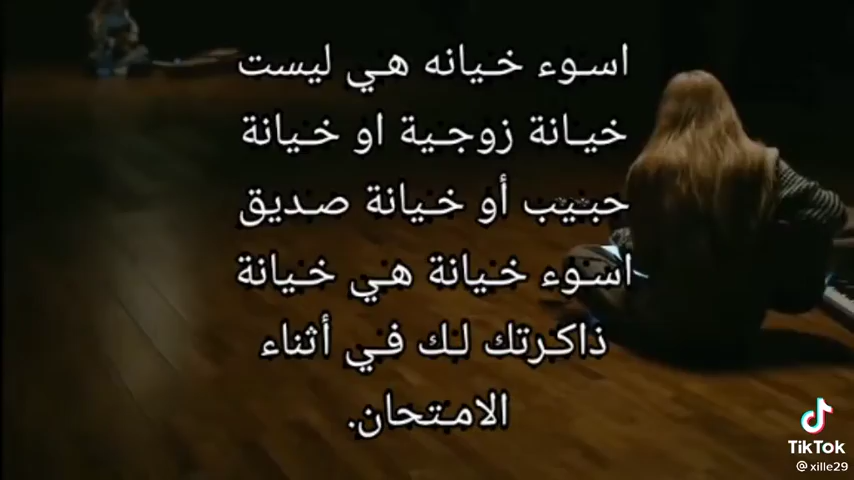 اسوء خيانه هي ليست
خيانة زوجية او خيانة
حبيب أو خيانة صديق
اسوء خيانة هي خيانة
ذاكرتك لك في أثناء
الامتحان.
TikTok
@xille29